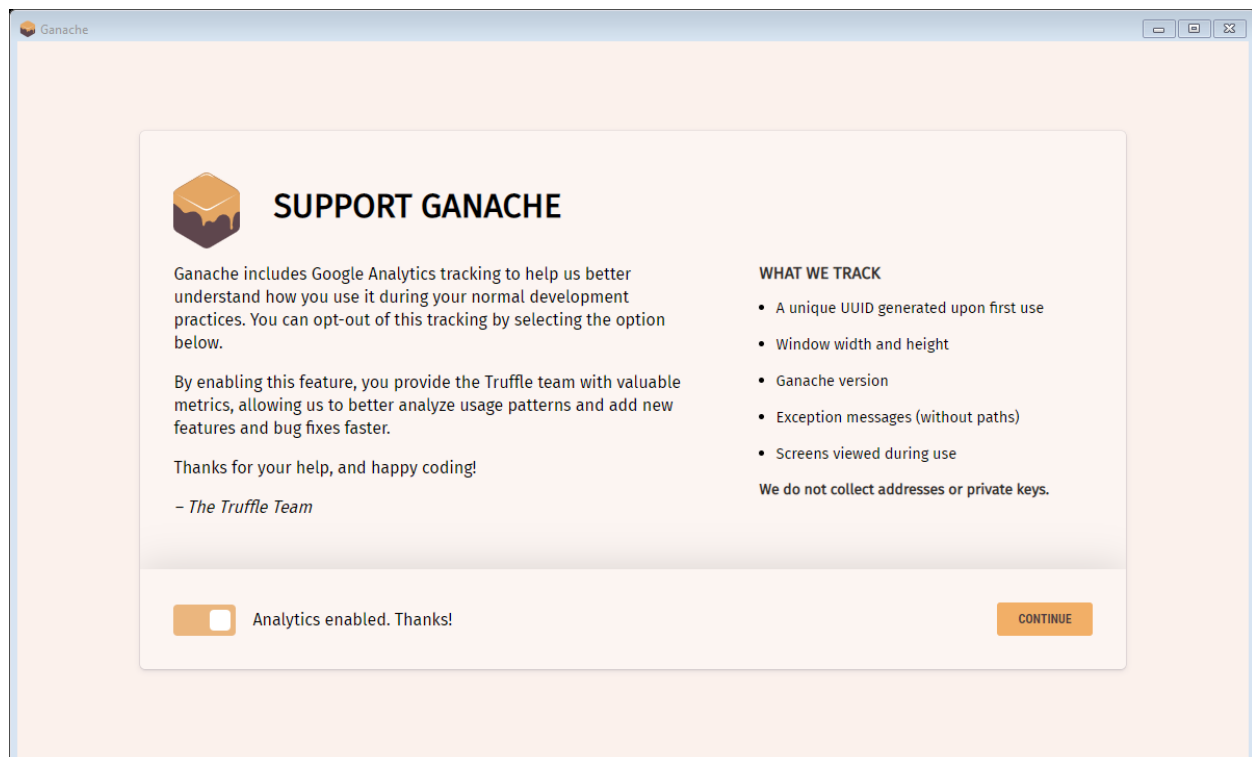 Ganache
SUPPORT GANACHE
Ganache includes Google Analytics tracking to help us better
understand how you use it during your normal development
practices. You can opt-out of this tracking by selecting the option
below.
By enabling this feature, you provide the Truffle team with valuable
metrics, allowing us to better analyze usage patterns and add new
features and bug fixes faster.
Thanks for your help, and happy coding!
– The Truffle Team
WHAT WE TRACK
• A unique UUID generated upon first use
• Window width and height
• Ganache version
• Exception messages (without paths)
• Screens viewed during use
We do not collect addresses or private keys.
Analytics enabled. Thanks!
CONTINUE